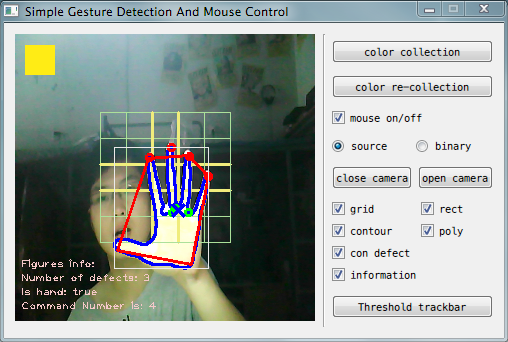 Simple Gesture Detection And Mouse Control
color collection
color re-collection
mouse on/off
source
binary
close camera
open camera
grid
rect
contour
poly
con defect
information
Threshold trackbar
Figures info:
Number of defects: 3
Is hand: true
Command Number is: 4